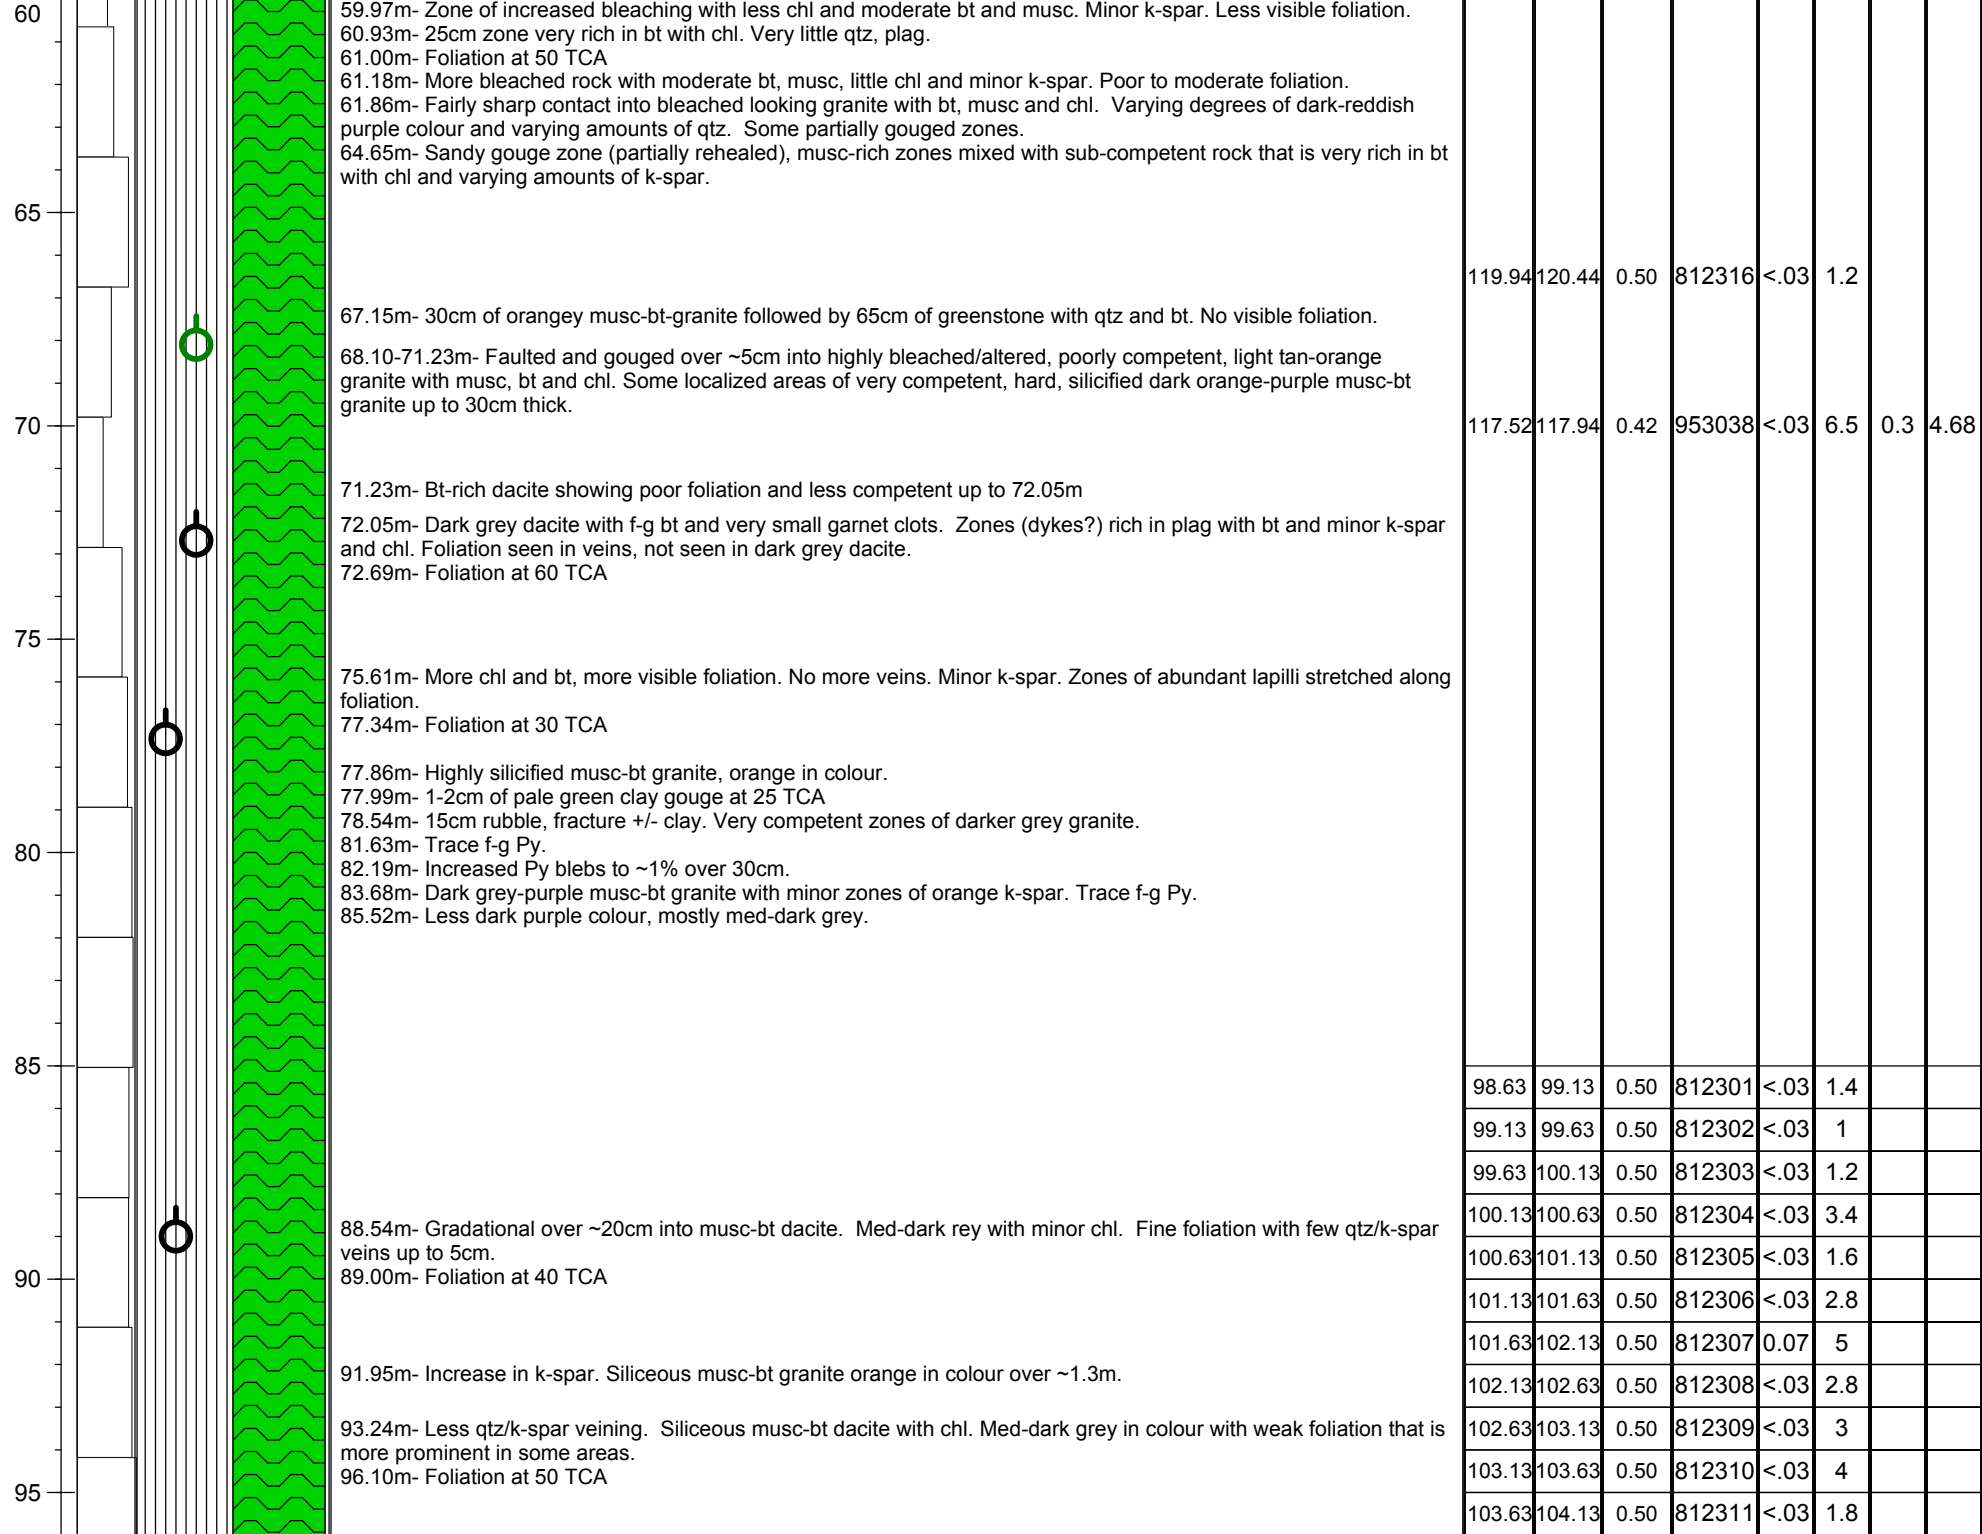 60
65
70
75
80
85
90
95
59.97m- Zone of increased bleaching with less chl and moderate bt and musc. Minor k-spar. Less visible foliation.
60.93m- 25cm zone very rich in bt with chl. Very little qtz, plag.
61.00m- Foliation at 50 TCA
61.18m- More bleached rock with moderate bt, musc, little chl and minor k-spar. Poor to moderate foliation.
61.86m- Fairly sharp contact into bleached looking granite with bt, musc and chl.  Varying degrees of dark-reddish
purple colour and varying amounts of qtz.  Some partially gouged zones.
64.65m- Sandy gouge zone (partially rehealed), musc-rich zones mixed with sub-competent rock that is very rich in bt
with chl and varying amounts of k-spar.
67.15m- 30cm of orangey musc-bt-granite followed by 65cm of greenstone with qtz and bt. No visible foliation.
68.10-71.23m- Faulted and gouged over ~5cm into highly bleached/altered, poorly competent, light tan-orange
granite with musc, bt and chl. Some localized areas of very competent, hard, silicified dark orange-purple musc-bt
granite up to 30cm thick.
71.23m- Bt-rich dacite showing poor foliation and less competent up to 72.05m
72.05m- Dark grey dacite with f-g bt and very small garnet clots.  Zones (dykes?) rich in plag with bt and minor k-spar
and chl. Foliation seen in veins, not seen in dark grey dacite.
72.69m- Foliation at 60 TCA
75.61m- More chl and bt, more visible foliation. No more veins. Minor k-spar. Zones of abundant lapilli stretched along
foliation.
77.34m- Foliation at 30 TCA
77.86m- Highly silicified musc-bt granite, orange in colour.
77.99m- 1-2cm of pale green clay gouge at 25 TCA
78.54m- 15cm rubble, fracture +/- clay. Very competent zones of darker grey granite.
81.63m- Trace f-g Py.
82.19m- Increased Py blebs to ~1% over 30cm.
83.68m- Dark grey-purple musc-bt granite with minor zones of orange k-spar. Trace f-g Py.
85.52m- Less dark purple colour, mostly med-dark grey.
88.54m- Gradational over ~20cm into musc-bt dacite.  Med-dark rey with minor chl.  Fine foliation with few qtz/k-spar
veins up to 5cm.
89.00m- Foliation at 40 TCA
91.95m- Increase in k-spar. Siliceous musc-bt granite orange in colour over ~1.3m.
93.24m- Less qtz/k-spar veining.  Siliceous musc-bt dacite with chl. Med-dark grey in colour with weak foliation that is
more prominent in some areas.
96.10m- Foliation at 50 TCA
119.94 120.44 0.50 812316 <.03 1.2
117.52 117.94 0.42 953038 <.03 6.5 0.3 4.68
98.63 99.13 0.50 812301 <.03 1.4
99.13 99.63 0.50 812302 <.03 1
99.63 100.13 0.50 812303 <.03 1.2
100.13 100.63 0.50 812304 <.03 3.4
100.63 101.13 0.50 812305 <.03 1.6
101.13 101.63 0.50 812306 <.03 2.8
101.63 102.13 0.50 812307 0.07 5
102.13 102.63 0.50 812308 <.03 2.8
102.63 103.13 0.50 812309 <.03 3
103.13 103.63 0.50 812310 <.03 4
103.63 104.13 0.50 812311 <.03 1.8